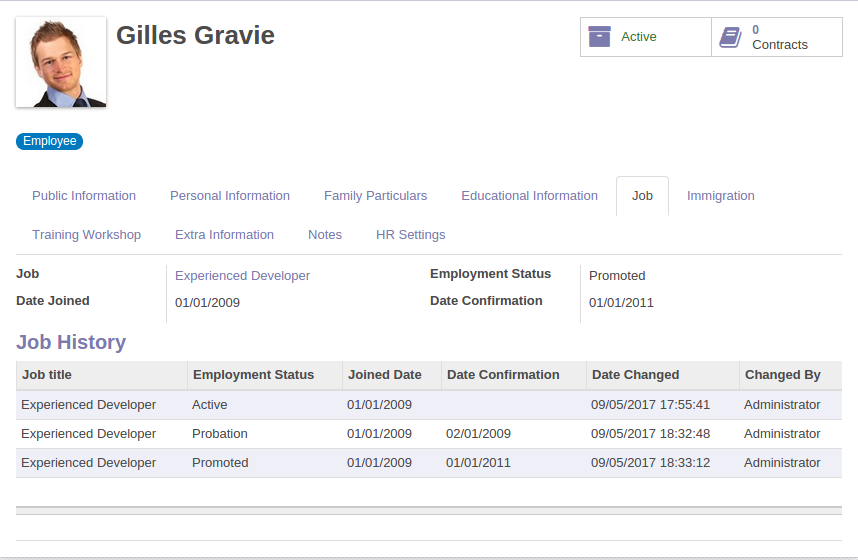 Gilles Gravie
Active
0
Contracts
Employee
Public Information Personal Information Family Particulars Educational Information Job Immigration
Training Workshop Extra Information Notes HR Settings
Job Experienced Developer Employment Status Promoted
Date Joined 01/01/2009 Date Confirmation 01/01/2011
Job History
Job title Employment Status Joined Date Date Confirmation Date Changed Changed By
Experienced Developer Active 01/01/2009 09/05/2017 17:55:41 Administrator
Experienced Developer Probation 01/01/2009 02/01/2009 09/05/2017 18:32:48 Administrator
Experienced Developer Promoted 01/01/2009 01/01/2011 09/05/2017 18:33:12 Administrator